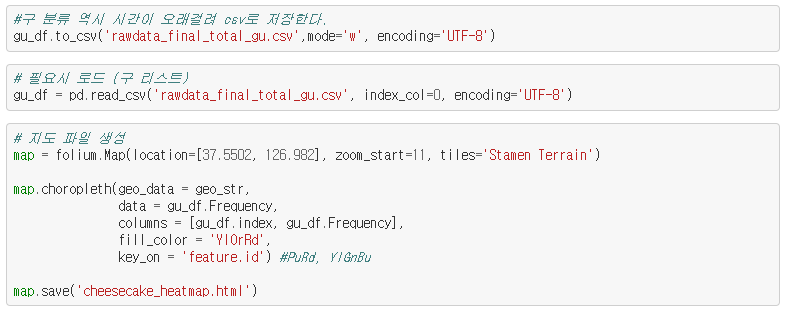 #구 분류 역시 시간이 오래걸려 csv로 저장한다.
gu_df.to_csv('rawdata_final_total_gu.csv',mode='w', encoding='UTF-8')
# 필요시 로드 (구 리스트)
gu_df = pd.read_csv('rawdata_final_total_gu.csv', index_col=0, encoding='UTF-8')
# 지도 파일 생성
map = folium.Map(location=[37.5502, 126.982], zoom_start=11, tiles='Stamen Terrain')
map.choropleth(geo_data = geo_str,
data = gu_df.Frequency,
columns = [gu_df.index, gu_df.Frequency],
fill_color = 'YlOrRd',
key_on = 'feature.id') #PuRd, YlGnBu
map.save('cheesecake_heatmap.html')